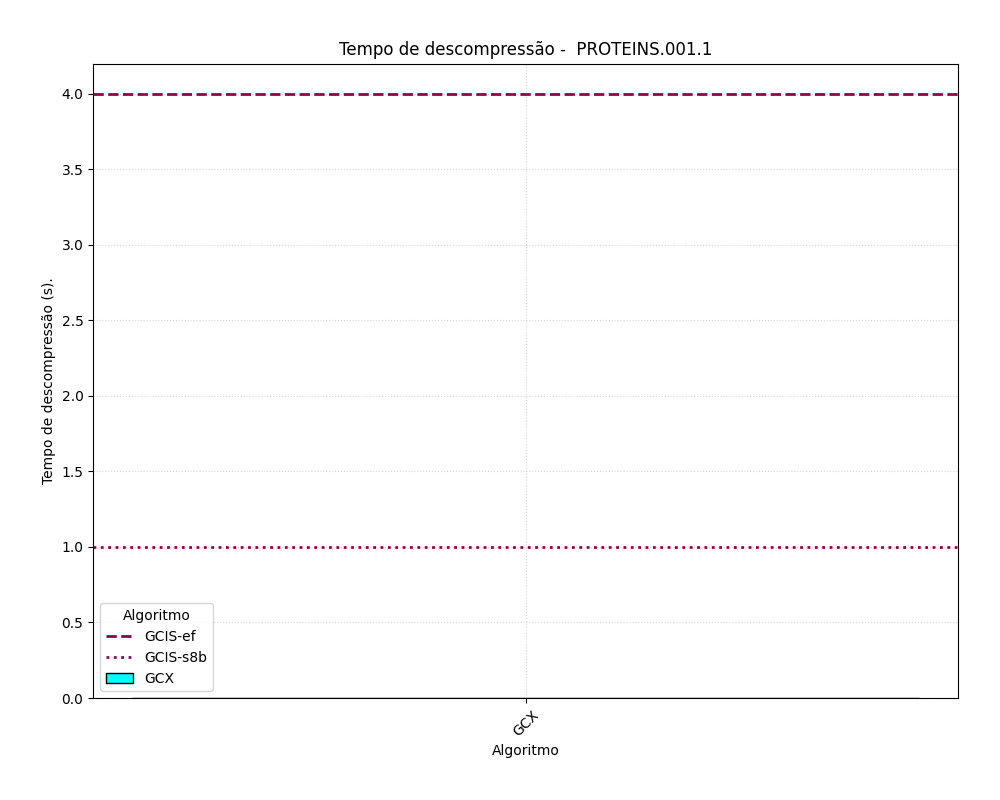 Tempo de descompressão -  PROTEINS.001.1
Tempo de descompressão (s).
4.0
3.5
3.0
2.5
2.0
1.5
1.0
0.5
0.0
Algoritmo
GCIS-ef
GCIS-s8b
GCX
GCX
Algoritmo